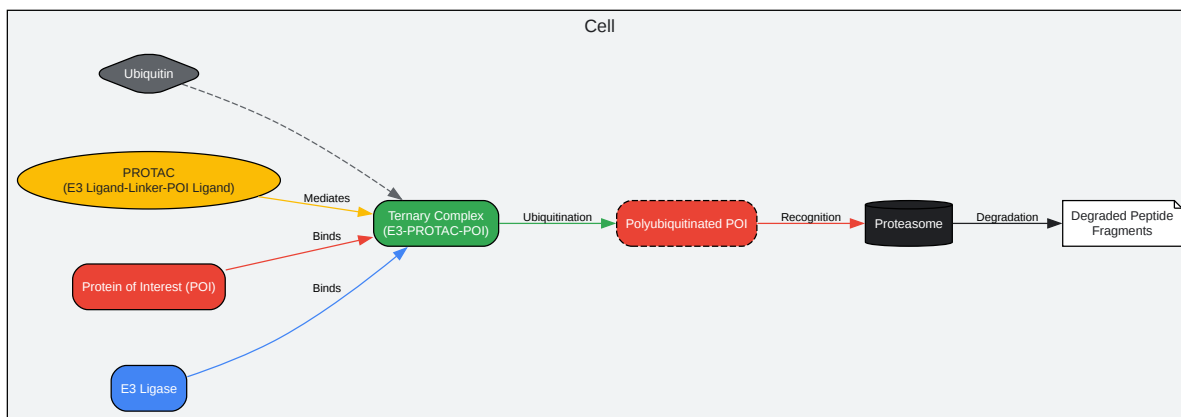 Cell
Ubiquitin
PROTAC
(E3 Ligand-Linker-POI Ligand)
Mediates
Ternary Complex
(E3-PROTAC-POI)
Ubiquitination
Polyubiquitinated POI
Recognition
Proteasome
Degradation
Degraded Peptide
Fragments
Binds
Protein of Interest (POI)
Binds
E3 Ligase